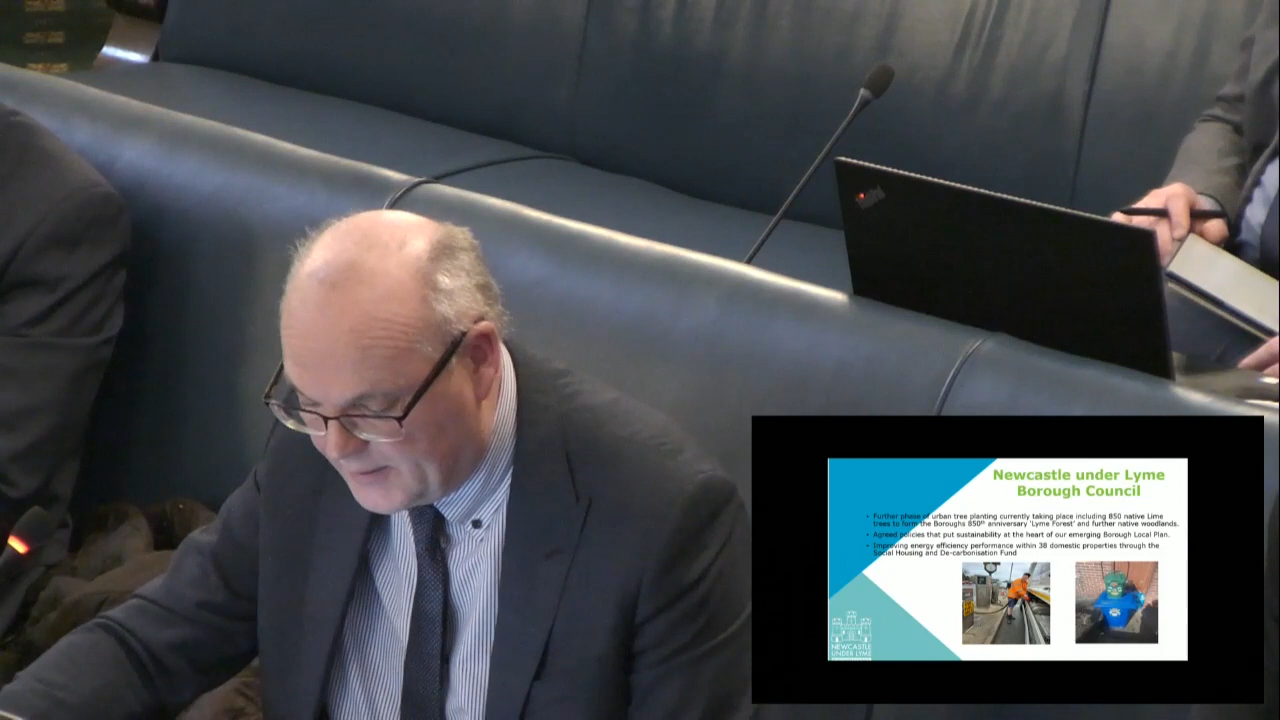 Newcastle under Lyme
Borough Council
• Further phase of urban tree planting currently taking place including 850 native Lime
trees to form the Boroughs 850th anniversary 'Lyme Forest' and further native woodlands.
• Agreed policies that put sustainability at the heart of our emerging Borough Local Plan.
• Improving energy efficiency performance within 38 domestic properties through the
Social Housing and De-carbonisation Fund
NEWCASTLE
UNDER LYME